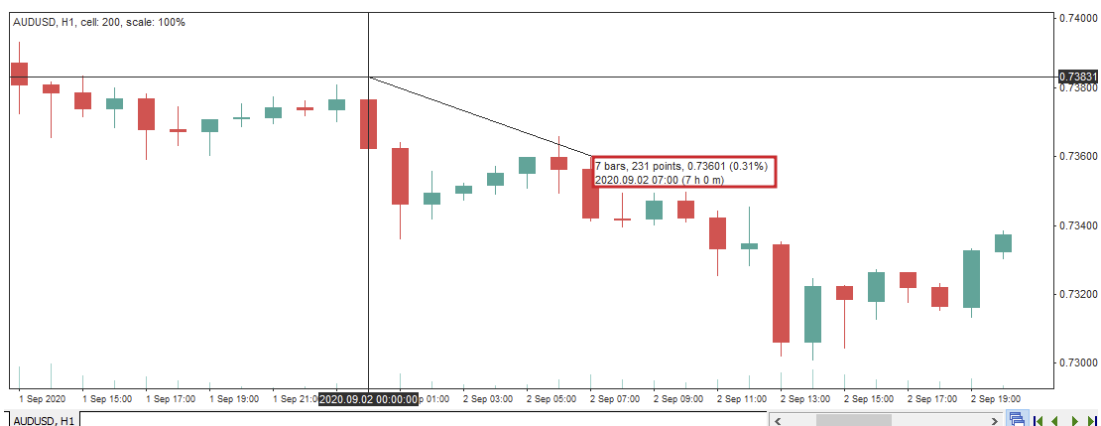 AUDUSD, H1, cell: 200, scale: 100%
0.74000
0.73831
0.73800
0.73600
7 bars, 231 points, 0.73601 (0.31%)
2020.09.02 07:00 (7 h 0 m)
0.73400
0.73200
0.73000
1 Sep 2020 1 Sep 15:00 1 Sep 17:00 1 Sep 19:00 1 Sep 21:0 2020.09.02 00:00:00 p 01:00 2 Sep 03:00 2 Sep 05:00 2 Sep 07:00 2 Sep 09:00 2 Sep 11:00 2 Sep 13:00 2 Sep 15:00 2 Sep 17:00 2 Sep 19:00
AUDUSD, H1